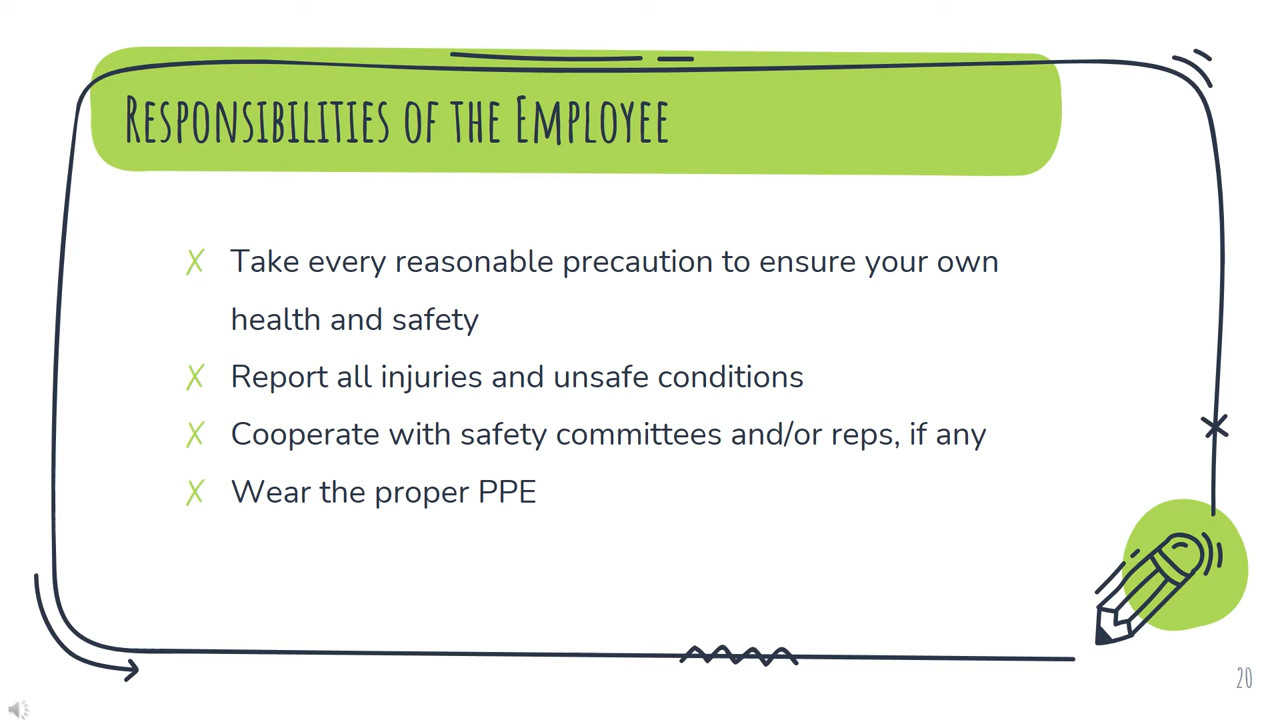 Responsibilities of the Employee
✗ Take every reasonable precaution to ensure your own
health and safety
✗ Report all injuries and unsafe conditions
✗ Cooperate with safety committees and/or reps, if any
✗ Wear the proper PPE
20